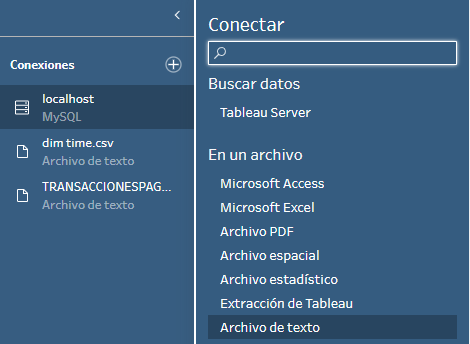 Conexiones
localhost
MySQL
dim time.csv
Archivo de texto
TRANSACCIONESPAG...
Archivo de texto
Conectar
Buscar datos
Tableau Server
En un archivo
Microsoft Access
Microsoft Excel
Archivo PDF
Archivo espacial
Archivo estadístico
Extracción de Tableau
Archivo de texto